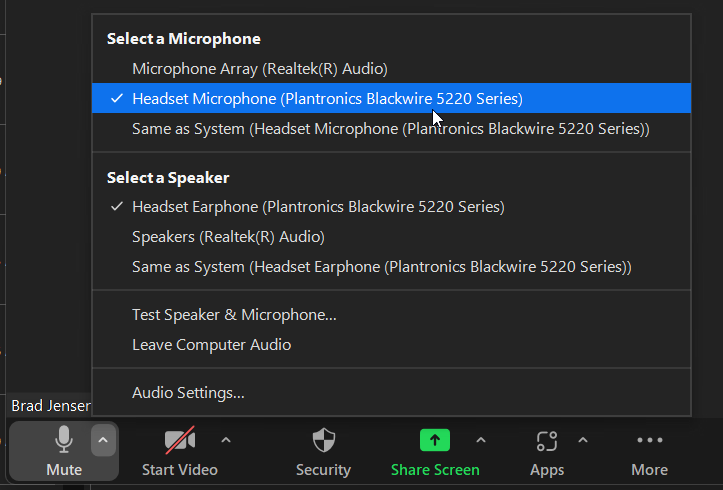 Select a Microphone
Microphone Array (Realtek(R) Audio)
Headset Microphone (Plantronics Blackwire 5220 Series)
Same as System (Headset Microphone (Plantronics Blackwire 5220 Series))
Select a Speaker
Headset Earphone (Plantronics Blackwire 5220 Series)
Speakers (Realtek(R) Audio)
Same as System (Headset Earphone (Plantronics Blackwire 5220 Series))
Test Speaker & Microphone...
Leave Computer Audio
Audio Settings...
Brad Jensen
Mute
Start Video
Security
Share Screen
Apps
More